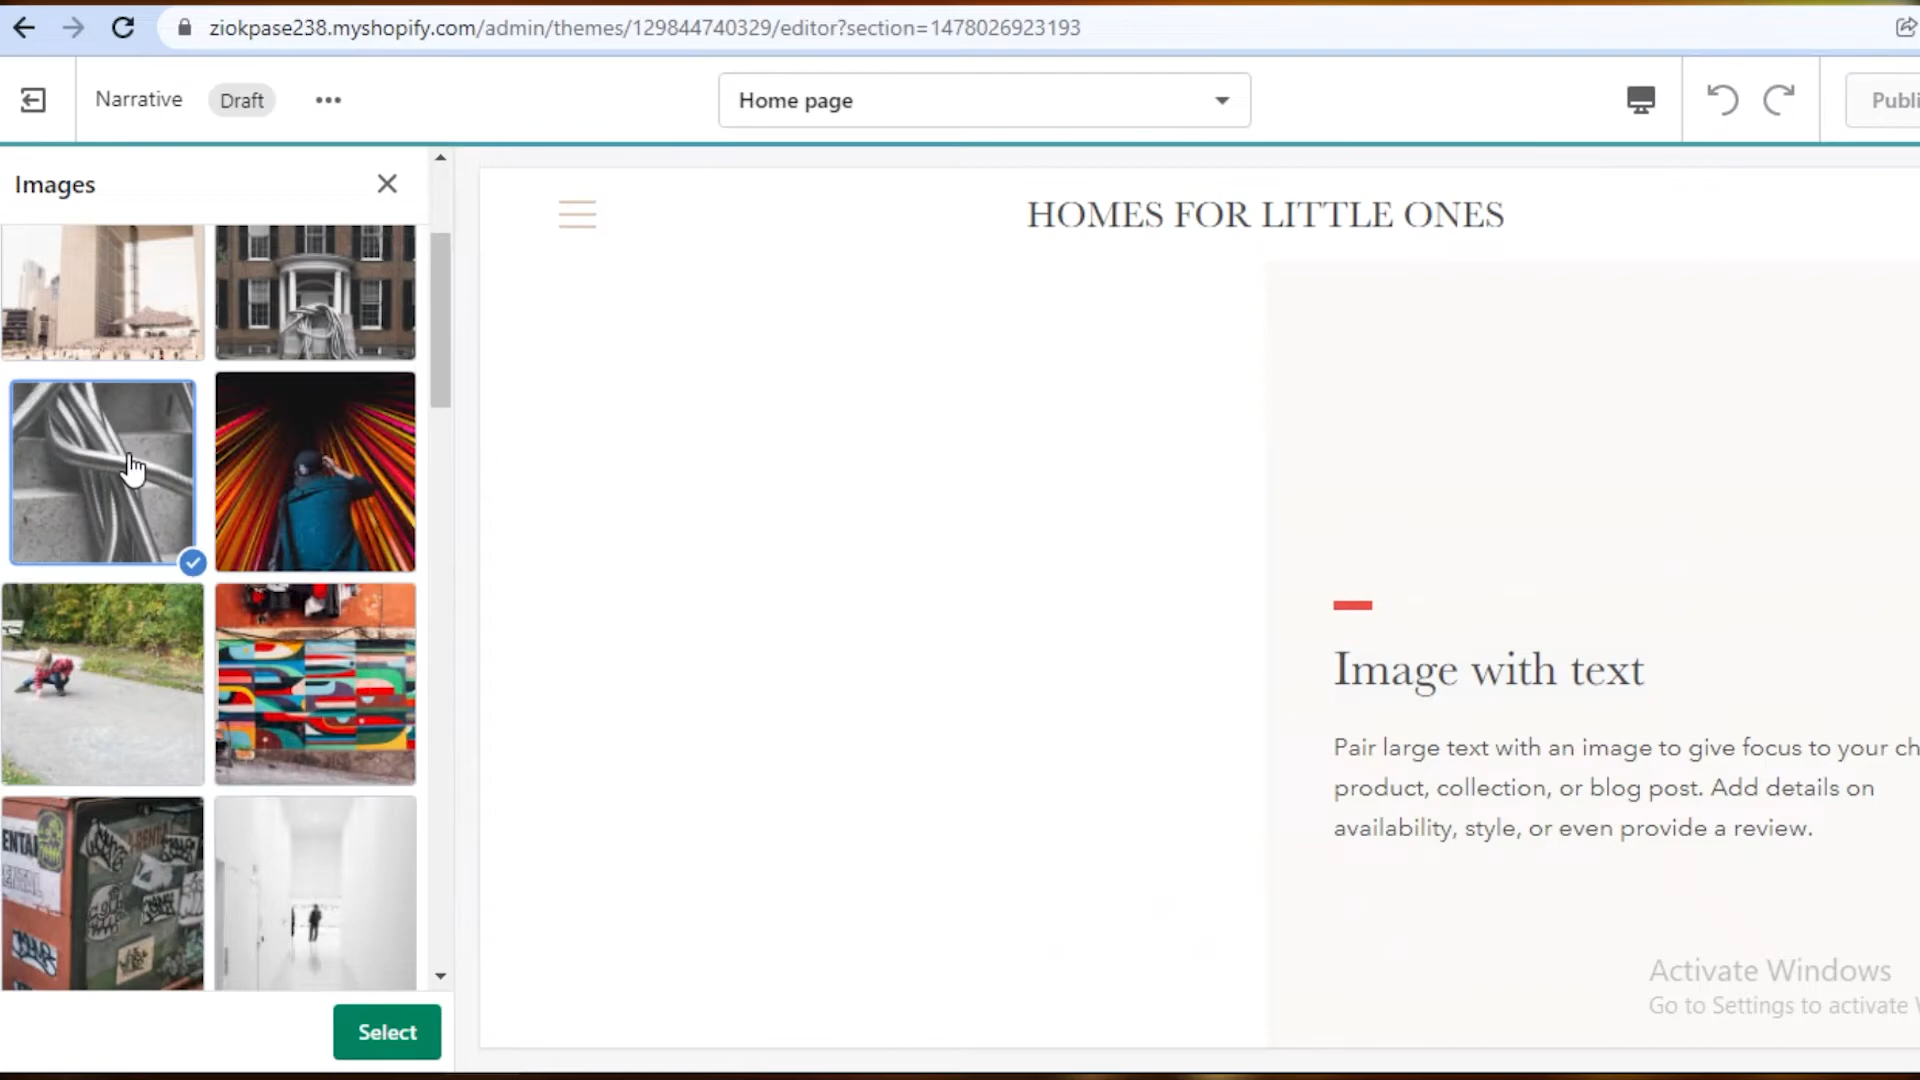 ziokpase238.myshopify.com/admin/themes/129844740329/editor?section=1478026923193
Narrative
Draft
Home page
Publi
Images
HOMES FOR LITTLE ONES
Image with text
Pair large text with an image to give focus to your ch
product, collection, or blog post. Add details on
availability, style, or even provide a review.
Select
Activate Windows
Go to Settings to activate W